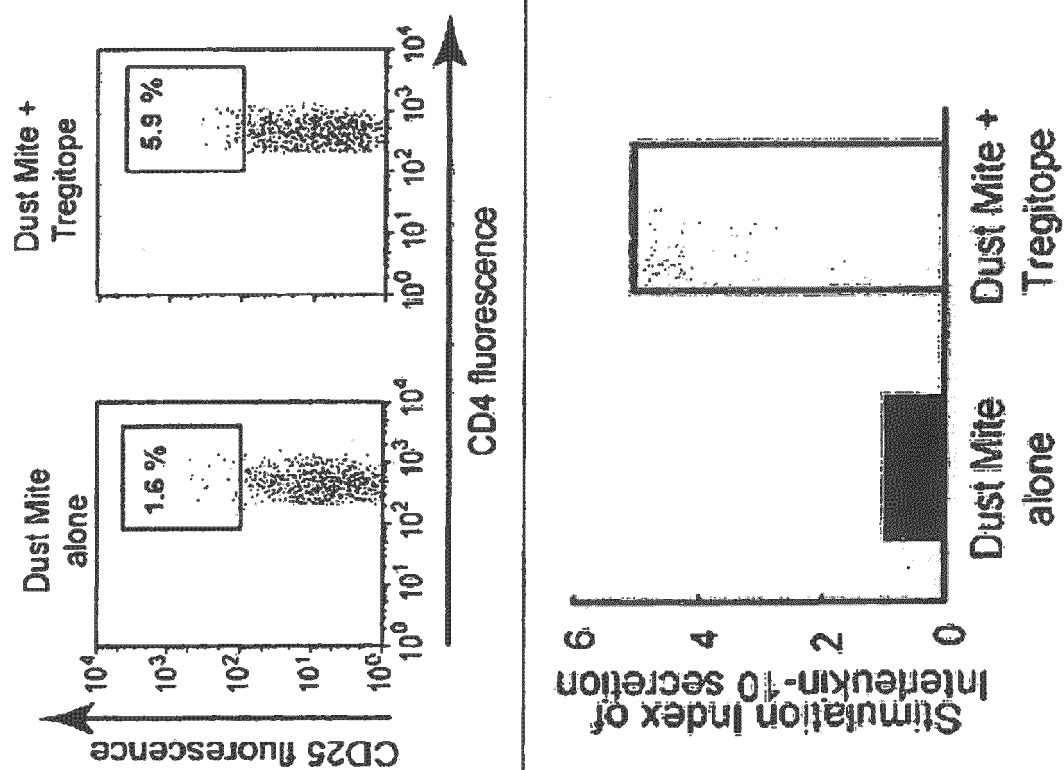 Dust Mite
alone
Dust Mite +
Tregitope
CD25 fluorescence
10⁴
10³
10²
10¹
10⁰
1.6 %
5.9 %
10⁰ 10¹ 10² 10³ 10⁴
10⁰ 10¹ 10² 10³ 10⁴
CD4 fluorescence
Stimulation Index of
Interleukin-10 secretion
6
4
2
0
Dust Mite
alone
Dust Mite +
Tregitope